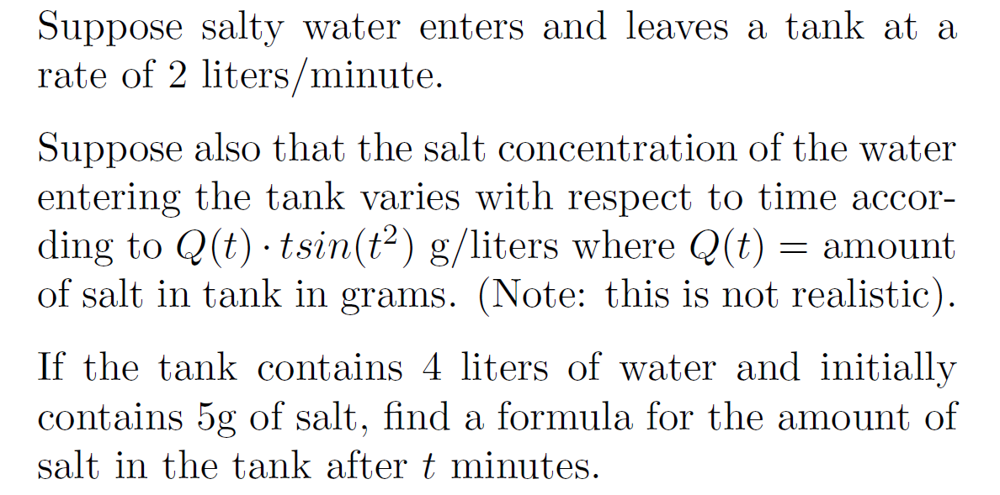 Suppose salty water enters and leaves a tank at a
rate of 2 liters/minute.
Suppose also that the salt concentration of the water
entering the tank varies with respect to time accor-
ding to Q(t) · tsin(t²) g/liters where Q(t) = amount
of salt in tank in grams. (Note: this is not realistic).
If the tank contains 4 liters of water and initially
contains 5g of salt, find a formula for the amount of
salt in the tank after t minutes.